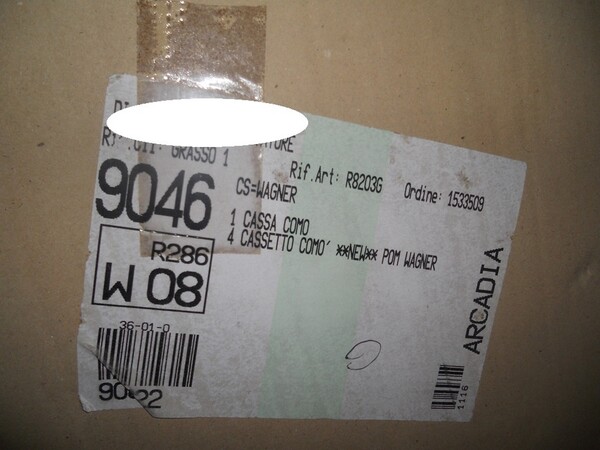 GRASSO 1
Rif.Art: R8203G Ordine: 1533509
9046 CS=WAGNER
1 CASSA COMO
4 CASSETTO COMO' **NEW** POM WAGNER
R286
W 08
36-01-0
ARCADIA
1116